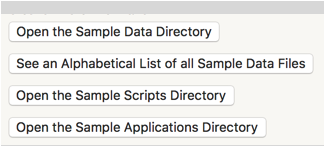 Open the Sample Data Directory
See an Alphabetical List of all Sample Data Files
Open the Sample Scripts Directory
Open the Sample Applications Directory